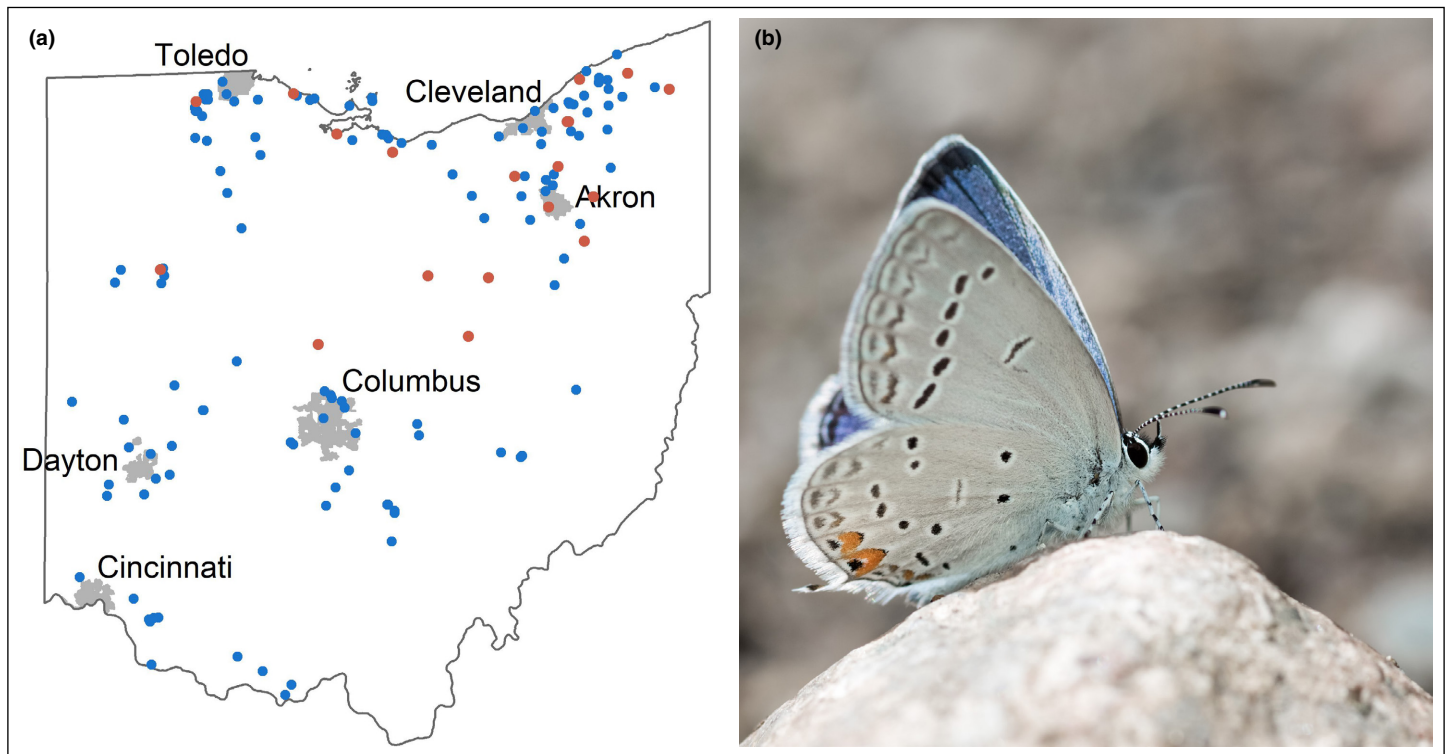 (a)
Toledo
Cleveland
Akron
Columbus
Dayton
Cincinnati
(b)